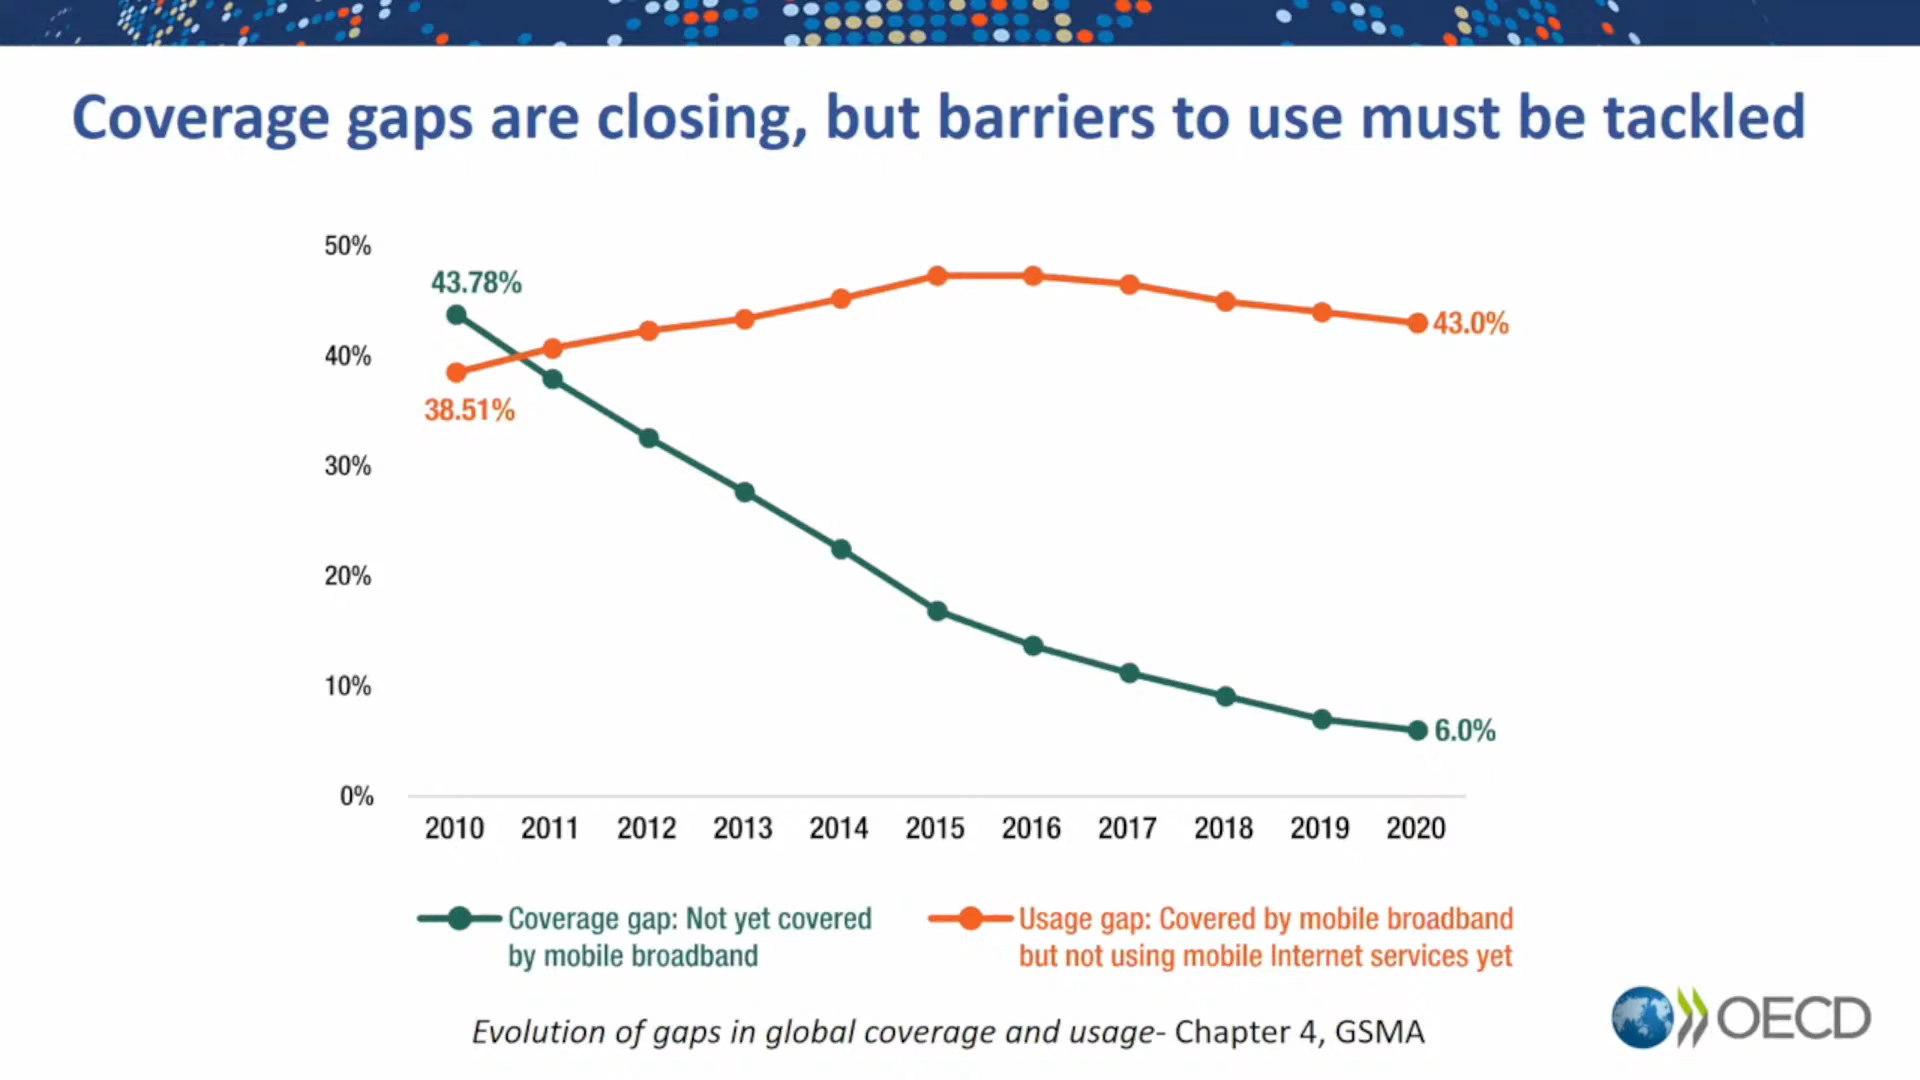 Coverage gaps are closing, but barriers to use must be tackled
50%
43.78%
43.0%
40%
38.51%
30%
20%
10%
6.0%
0%
2010 2011 2012 2013 2014 2015 2016 2017 2018 2019 2020
Coverage gap: Not yet covered
by mobile broadband
Usage gap: Covered by mobile broadband
but not using mobile Internet services yet
Evolution of gaps in global coverage and usage- Chapter 4, GSMA
OECD